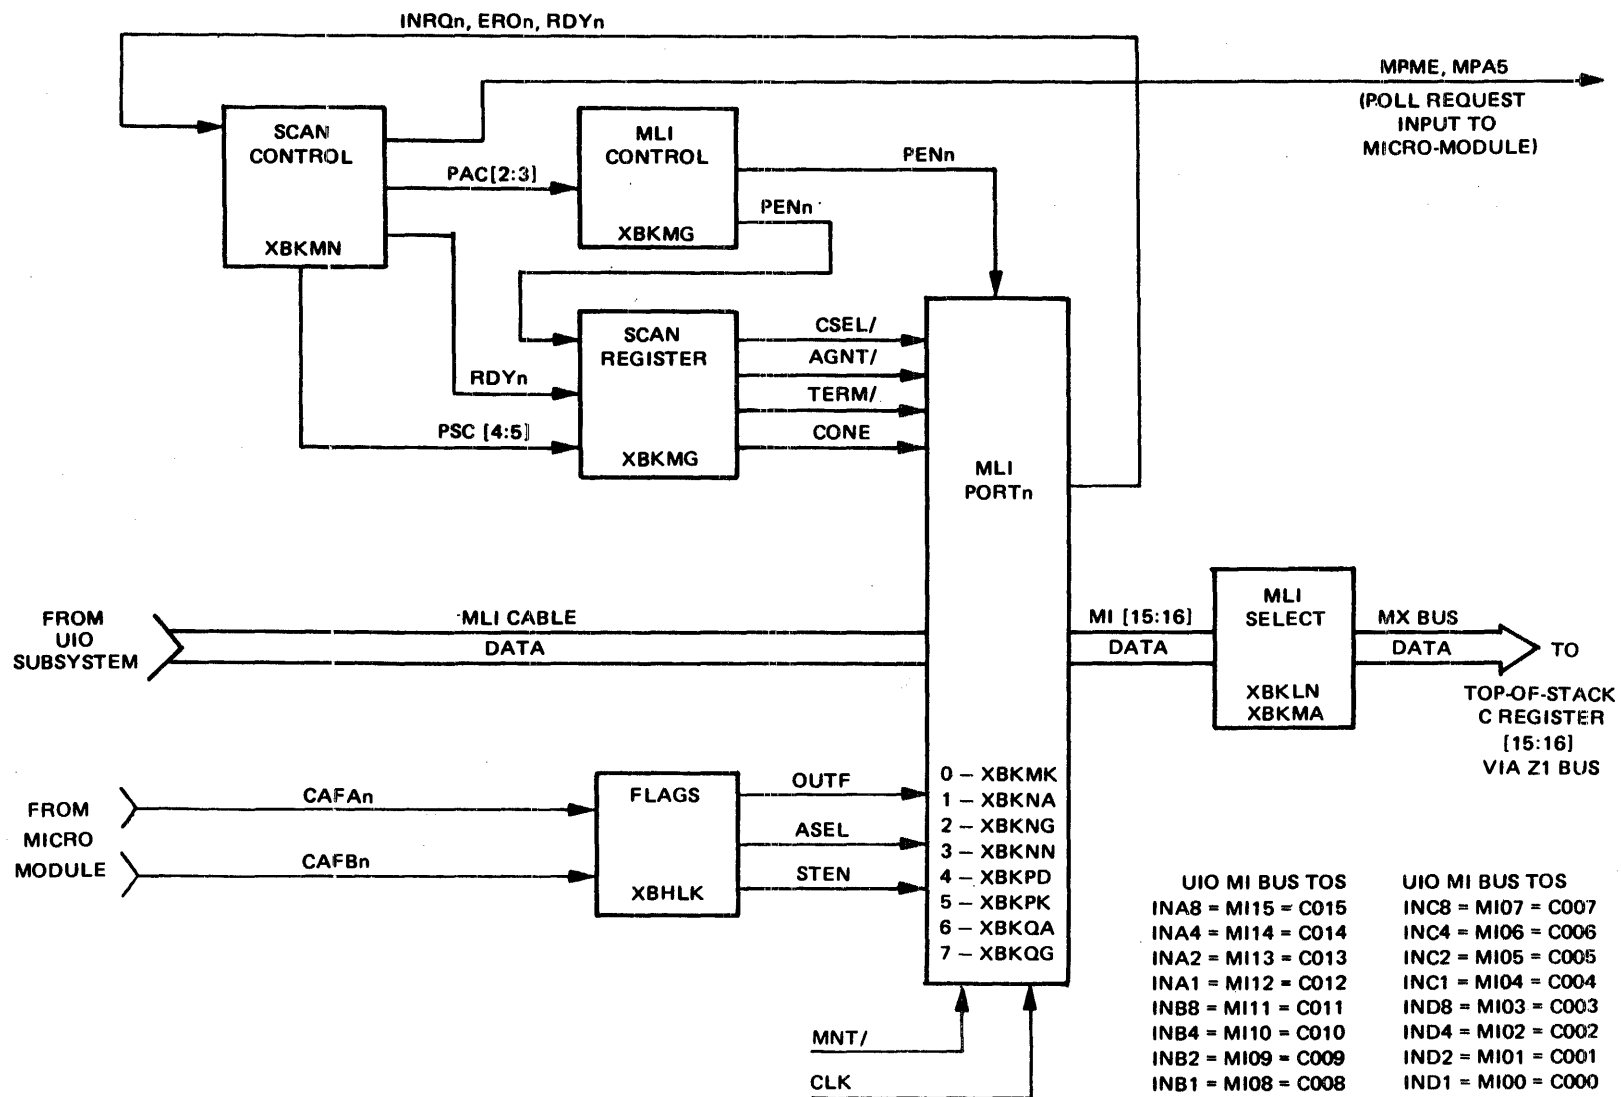 INRQn, EROn, RDYn
MPME, MPA5
(POLL REQUEST
INPUT TO
MICRO-MODULE)
SCAN
CONTROL
XBKMN
PAC[2:3]
MLI
CONTROL
XBKMG
PENn
PENn
SCAN
REGISTER
XBKMG
RDYn
PSC [4:5]
CSEL/
AGNT/
TERM/
CONE
MLI
PORTn
FROM
UIO
SUBSYSTEM
MLI CABLE
DATA
MI [15:16]
DATA
MLI
SELECT
XBKLN
XBKMA
MX BUS
DATA
TO
TOP-OF-STACK
C REGISTER
[15:16]
VIA Z1 BUS
FROM
MICRO
MODULE
CAFAn
CAFBn
FLAGS
XBHLK
OUTF
ASEL
STEN
0 – XBKMK
1 – XBKNA
2 – XBKNG
3 – XBKNN
4 – XBKPD
5 – XBKPK
6 – XBKQA
7 – XBKQG
MNT/
CLK
UIO MI BUS TOS
INA8 = MI15 = C015
INA4 = MI14 = C014
INA2 = MI13 = C013
INA1 = MI12 = C012
INB8 = MI11 = C011
INB4 = MI10 = C010
INB2 = MI09 = C009
INB1 = MI08 = C008
UIO MI BUS TOS
INC8 = MI07 = C007
INC4 = MI06 = C006
INC2 = MI05 = C005
INC1 = MI04 = C004
IND8 = MI03 = C003
IND4 = MI02 = C002
IND2 = MI01 = C001
IND1 = MI00 = C000